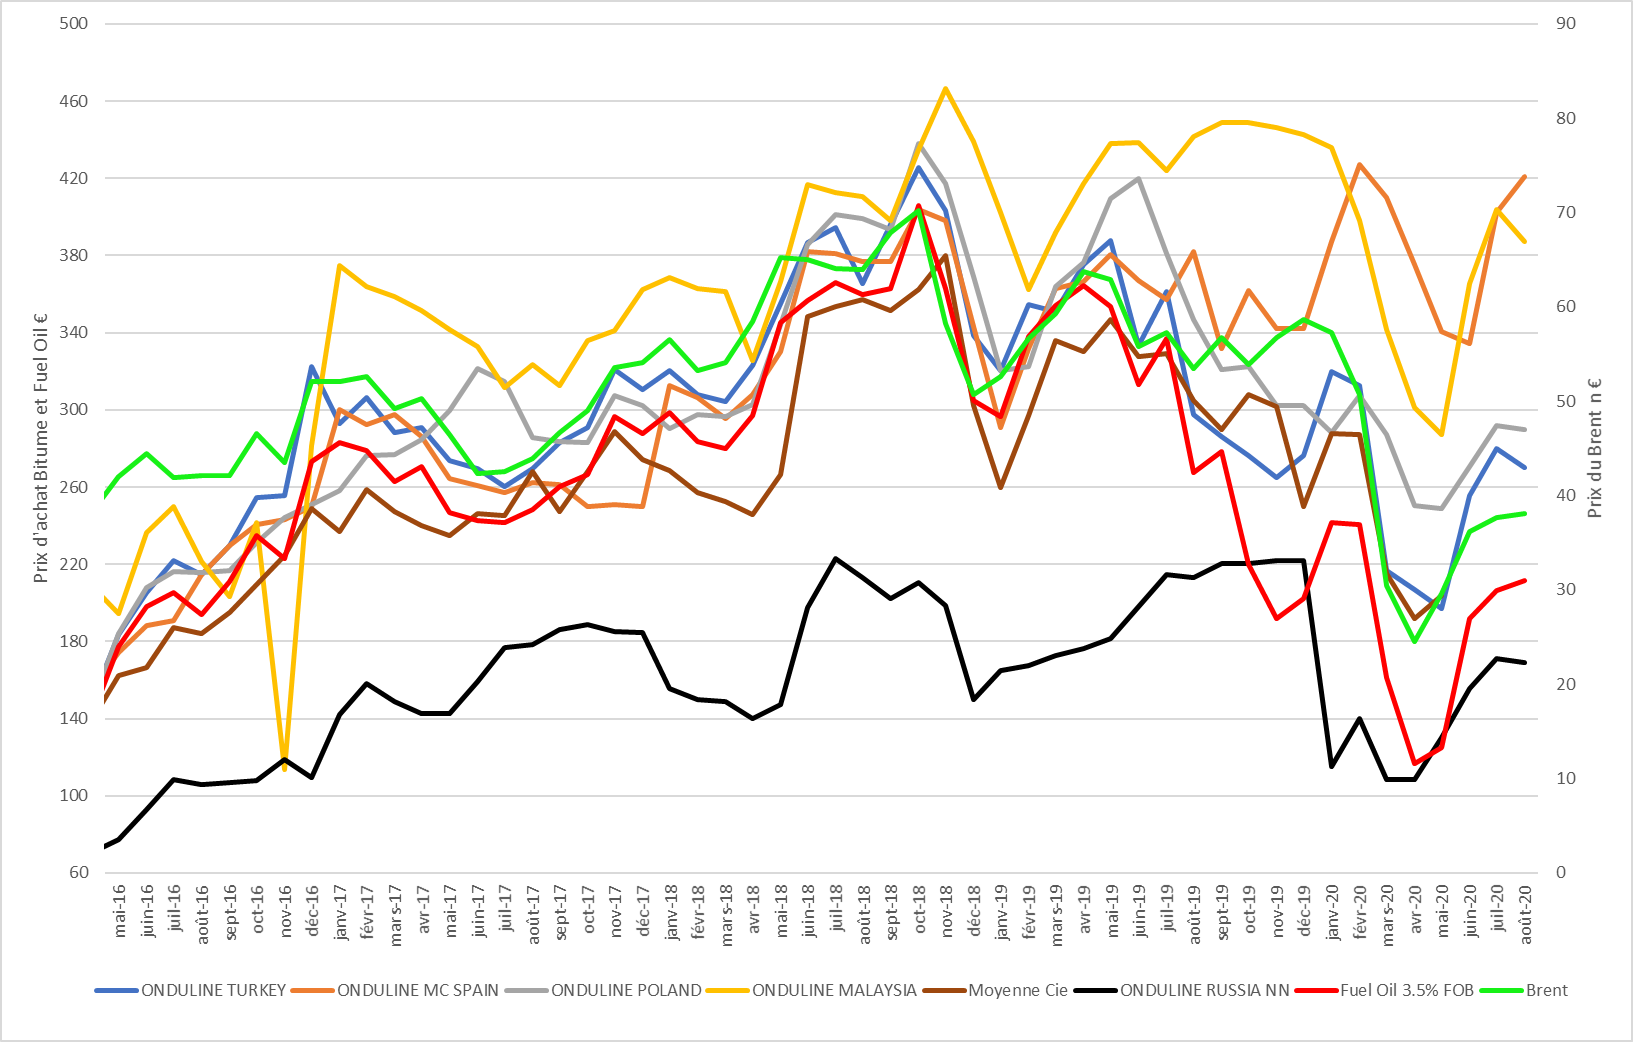 500
460
420
380
340
300
260
220
180
140
100
60
Prix d'achat Bitume et Fuel Oil €
90
80
70
60
50
40
30
20
10
0
Prix du Brent n €
mai-16
juin-16
juil-16
août-16
sept-16
oct-16
nov-16
déc-16
janv-17
févr-17
mars-17
avr-17
mai-17
juin-17
juil-17
août-17
sept-17
oct-17
nov-17
déc-17
janv-18
févr-18
mars-18
avr-18
mai-18
juin-18
juil-18
août-18
sept-18
oct-18
nov-18
déc-18
janv-19
févr-19
mars-19
avr-19
mai-19
juin-19
juil-19
août-19
sept-19
oct-19
nov-19
déc-19
janv-20
févr-20
mars-20
avr-20
mai-20
juin-20
juil-20
août-20
ONDULINE TURKEY
ONDULINE MC SPAIN
ONDULINE POLAND
ONDULINE MALAYSIA
Moyenne Cie
ONDULINE RUSSIA NN
Fuel Oil 3.5% FOB
Brent